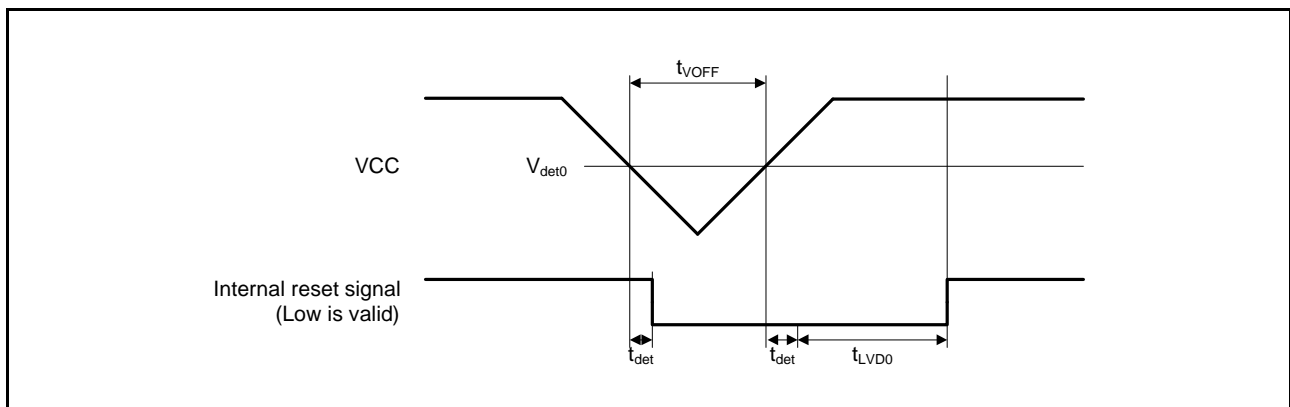 tVOFF
VCC
Vdet0
Internal reset signal
(Low is valid)
tdet
tdet
tLVD0